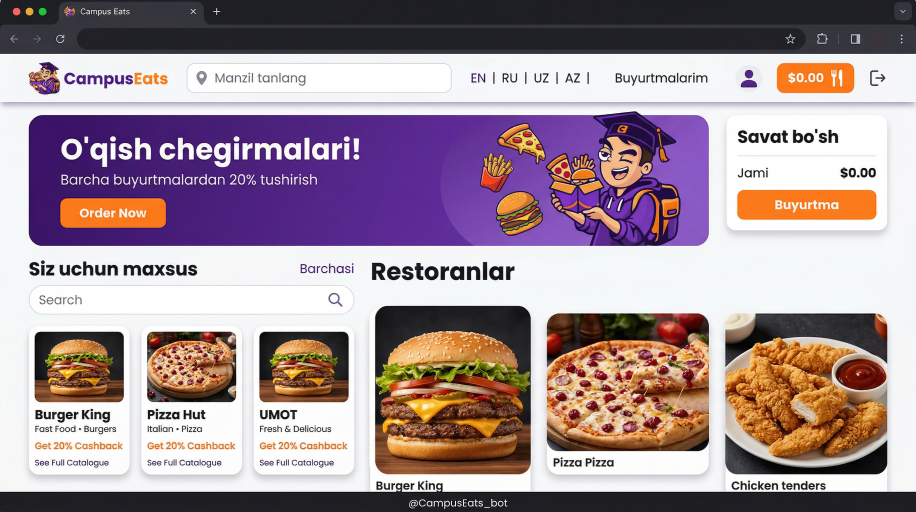 Campus Eats
CampusEats
Manzil tanlang
EN | RU | UZ | AZ |
Buyurtmalarim
$0.00
O'qish chegirmalari!
Barcha buyurtmalardan 20% tushirish
Order Now
C
Savat bo'sh
Jami $0.00
Buyurtma
Siz uchun maxsus
Barchasi
Search
Burger King
Fast Food • Burgers
Get 20% Cashback
See Full Catalogue
Pizza Hut
Italian • Pizza
Get 20% Cashback
See Full Catalogue
UMOT
Fresh & Delicious
Get 20% Cashback
See Full Catalogue
Restoranlar
Burger King
Pizza Pizza
Chicken tenders
@CampusEats_bot